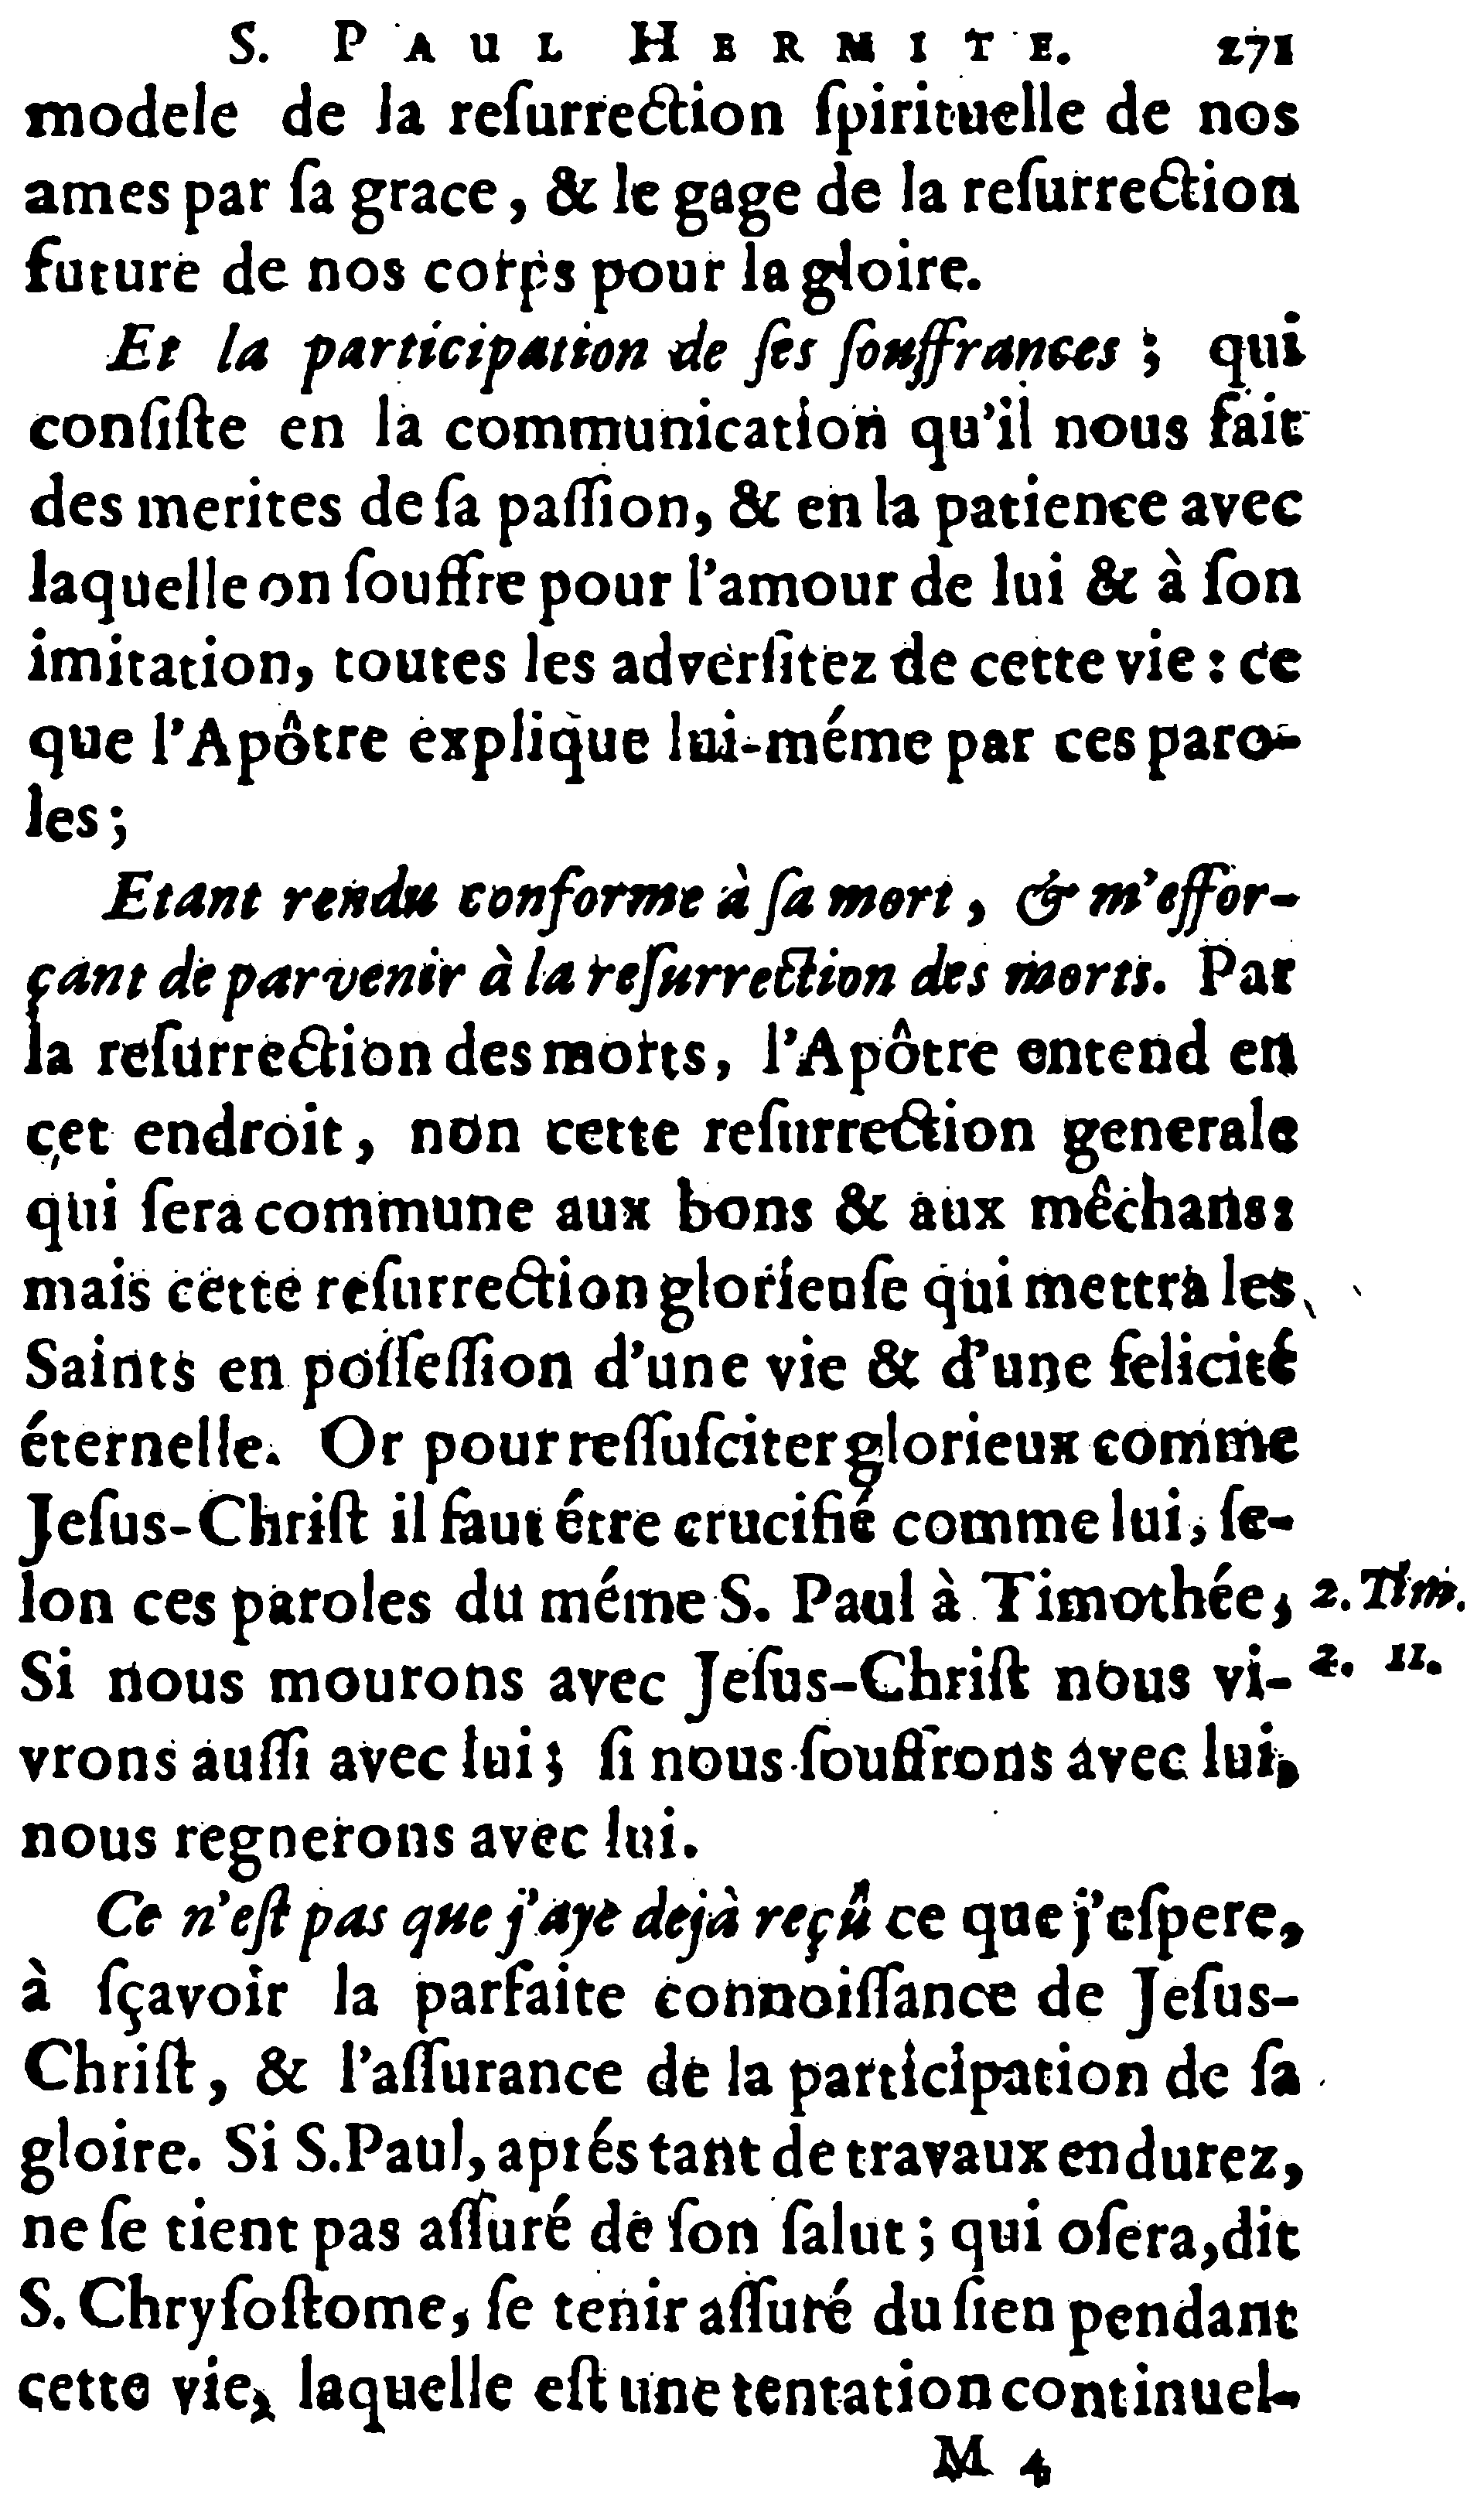 S. PAUL HERMITE. 271
modele de la reſurrection ſpirituelle de nos
ames par ſa grace, & le gage de la reſurrection
future de nos corps pour la gloire.
Et la participation de ſes ſouffrances; qui
conſiſte en la communication qu'il nous fait
des merites de ſa paſſion, & en la patience avec
laquelle on ſouffre pour l'amour de lui & à ſon
imitation, toutes les adverſitez de cette vie: ce
que l'Apôtre explique lui-méme par ces paro-
les;
Etant rendu conforme à ſa mort, & m'effor-
çant de parvenir à la reſurrection des morts. Par
la reſurrection des morts, l'Apôtre entend en
cet endroit, non cette reſurrection generale
qui ſera commune aux bons & aux mêchans:
mais cette reſurrection glorieuſe qui mettra les
Saints en poſſeſſion d'une vie & d'une felicité
éternelle. Or pour reſſuſciter glorieux comme
Jeſus-Chriſt il faut étre crucifié comme lui, ſe-
lon ces paroles du méme S. Paul à Timothée, 2. Tim.
Si nous mourons avec Jeſus-Chriſt nous vi- 2. 11.
vrons auſſi avec lui; ſi nous ſouffrons avec lui,
nous regnerons avec lui.
Ce n'eſt pas que j'aye dejà reçû ce que j'eſpere,
à ſçavoir la parfaite connoiſſance de Jeſus-
Chriſt, & l'aſſurance de la participation de ſa
gloire. Si S. Paul, aprés tant de travaux endurez,
ne ſe tient pas aſſuré de ſon ſalut; qui oſera, dit
S. Chryſoſtome, ſe tenir aſſuré du ſien pendant
cette vie, laquelle eſt une tentation continuel-
M 4